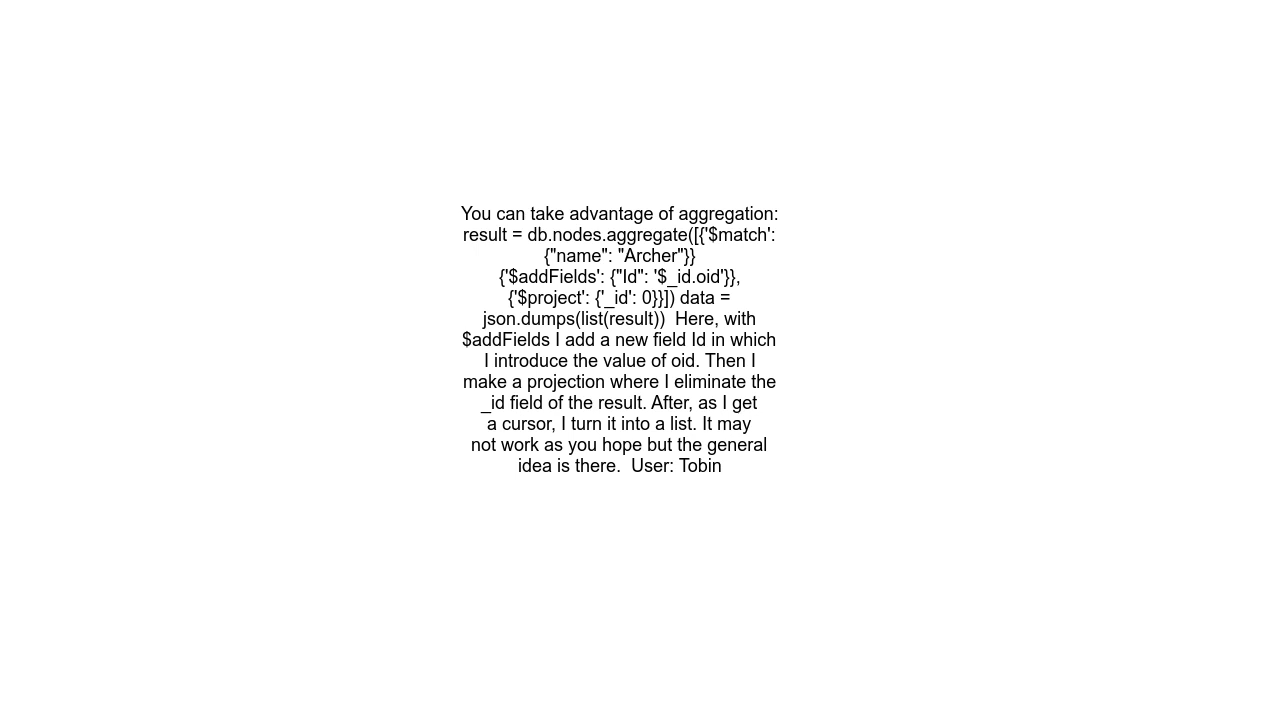 You can take advantage of aggregation:
result = db.nodes.aggregate([{'$match':
{"name": "Archer"}}
{'$addFields': {"Id": '$_id.oid'}},
{'$project': {'_id': 0}}]) data =
json.dumps(list(result))  Here, with
$addFields I add a new field Id in which
I introduce the value of oid. Then I
make a projection where I eliminate the
_id field of the result. After, as I get
a cursor, I turn it into a list. It may
not work as you hope but the general
idea is there.  User: Tobin